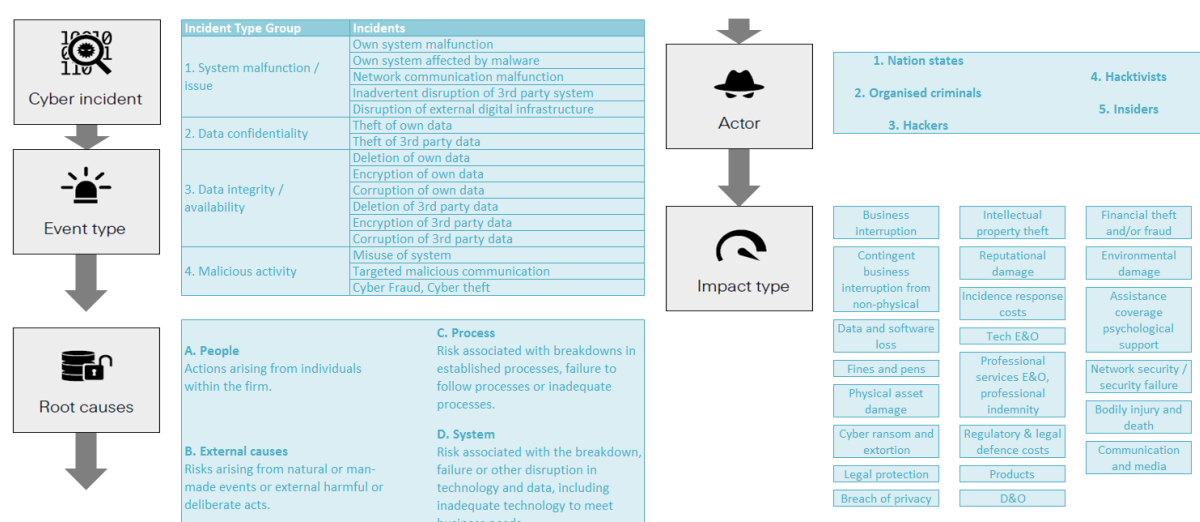 10010
110
Cyber incident
Event type
Root causes
Incident Type Group
Incidents
1. System malfunction /
issue
Own system malfunction
Own system affected by malware
Network communication malfunction
Inadvertent disruption of 3rd party system
Disruption of external digital infrastructure
2. Data confidentiality
Theft of own data
Theft of 3rd party data
3. Data integrity /
availability
Deletion of own data
Encryption of own data
Corruption of own data
Deletion of 3rd party data
Encryption of 3rd party data
Corruption of 3rd party data
4. Malicious activity
Misuse of system
Targeted malicious communication
Cyber Fraud, Cyber theft
A. People
Actions arising from individuals
within the firm.
B. External causes
Risks arising from natural or man-
made events or external harmful or
deliberate acts.
C. Process
Risk associated with breakdowns in
established processes, failure to
follow processes or inadequate
processes.
D. System
Risk associated with the breakdown,
failure or other disruption in
technology and data, including
inadequate technology to meet
business needs
Actor
1. Nation states
2. Organised criminals
3. Hackers
4. Hacktivists
5. Insiders
Impact type
Business
interruption
Contingent
business
interruption from
non-physical
Data and software
loss
Fines and pens
Physical asset
damage
Cyber ransom and
extortion
Legal protection
Breach of privacy
Intellectual
property theft
Reputational
damage
Incidence response
costs
Tech E&O
Professional
services E&O,
professional
indemnity
Regulatory & legal
defence costs
Products
D&O
Financial theft
and/or fraud
Environmental
damage
Assistance
coverage
psychological
support
Network security /
security failure
Bodily injury and
death
Communication
and media